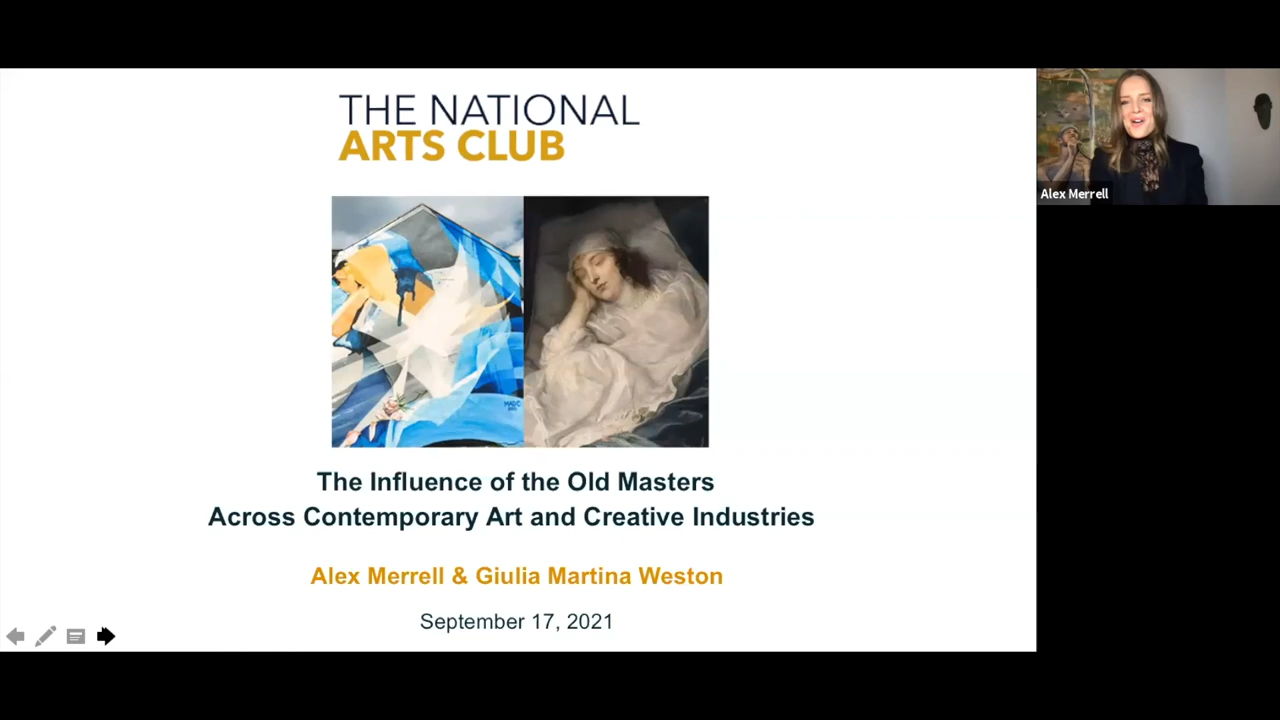 THE NATIONAL
ARTS CLUB
Alex Merrell
The Influence of the Old Masters
Across Contemporary Art and Creative Industries
Alex Merrell & Giulia Martina Weston
September 17, 2021